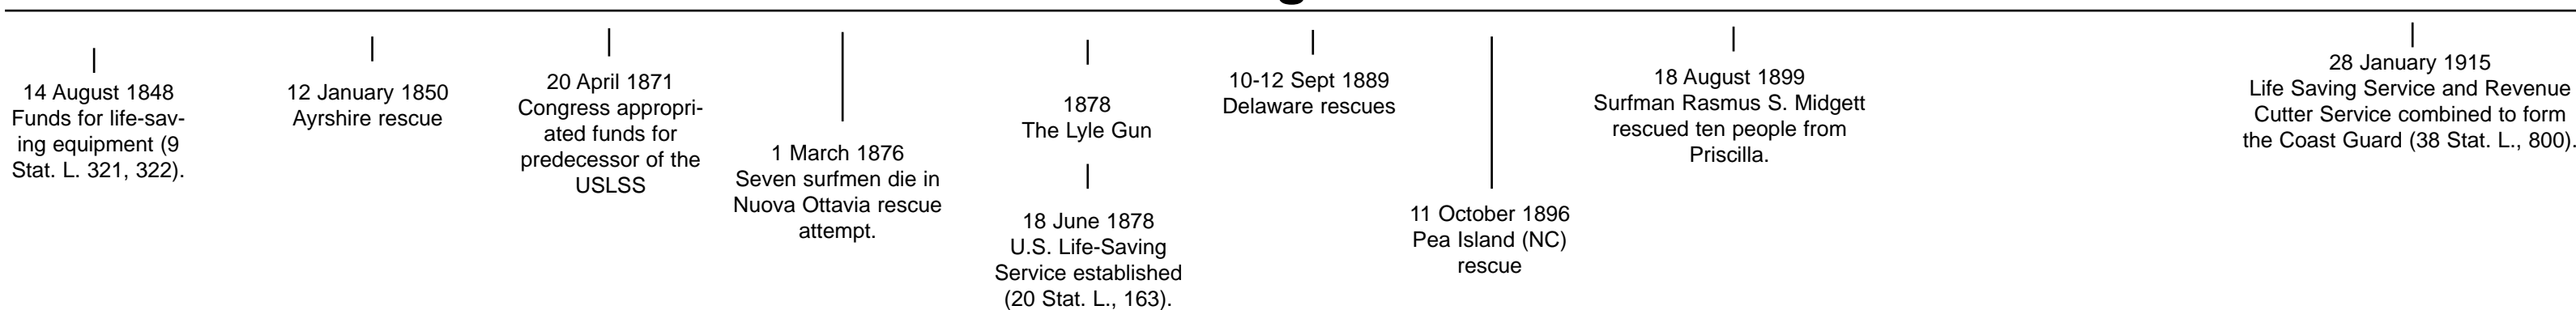 14 August 1848
Funds for life-sav-
ing equipment (9
Stat. L. 321, 322).
12 January 1850
Ayrshire rescue
20 April 1871
Congress appropri-
ated funds for
predecessor of the
USLSS
1 March 1876
Seven surfmen die in
Nuova Ottavia rescue
attempt.
1878
The Lyle Gun
18 June 1878
U.S. Life-Saving
Service established
(20 Stat. L., 163).
10-12 Sept 1889
Delaware rescues
11 October 1896
Pea Island (NC)
rescue
18 August 1899
Surfman Rasmus S. Midgett
rescued ten people from
Priscilla.
28 January 1915
Life Saving Service and Revenue
Cutter Service combined to form
the Coast Guard (38 Stat. L., 800).